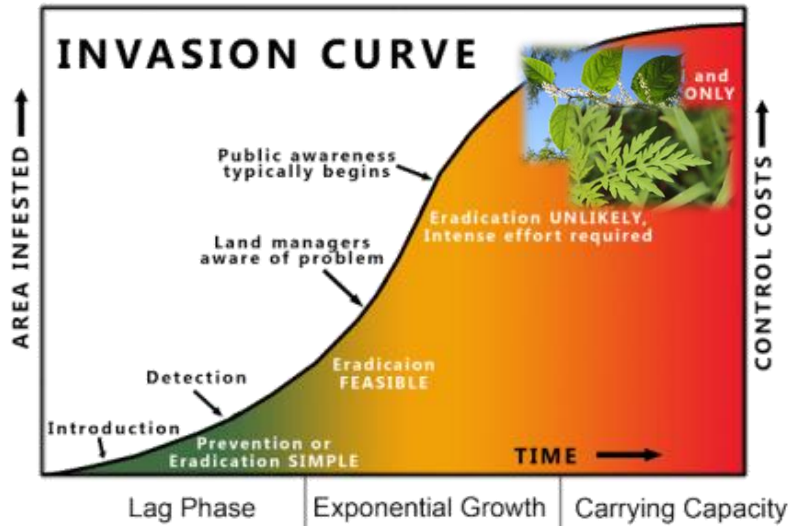 INVASION CURVE
and
ONLY
Public awareness
typically begins
Eradication UNLIKELY,
Intense effort required
Land managers
aware of problem
AREA INFESTED
CONTROL COSTS
Eradicaion
FEASIBLE
Detection
Introduction
Prevention or
Eradication SIMPLE
TIME
Lag Phase
Exponential Growth
Carrying Capacity